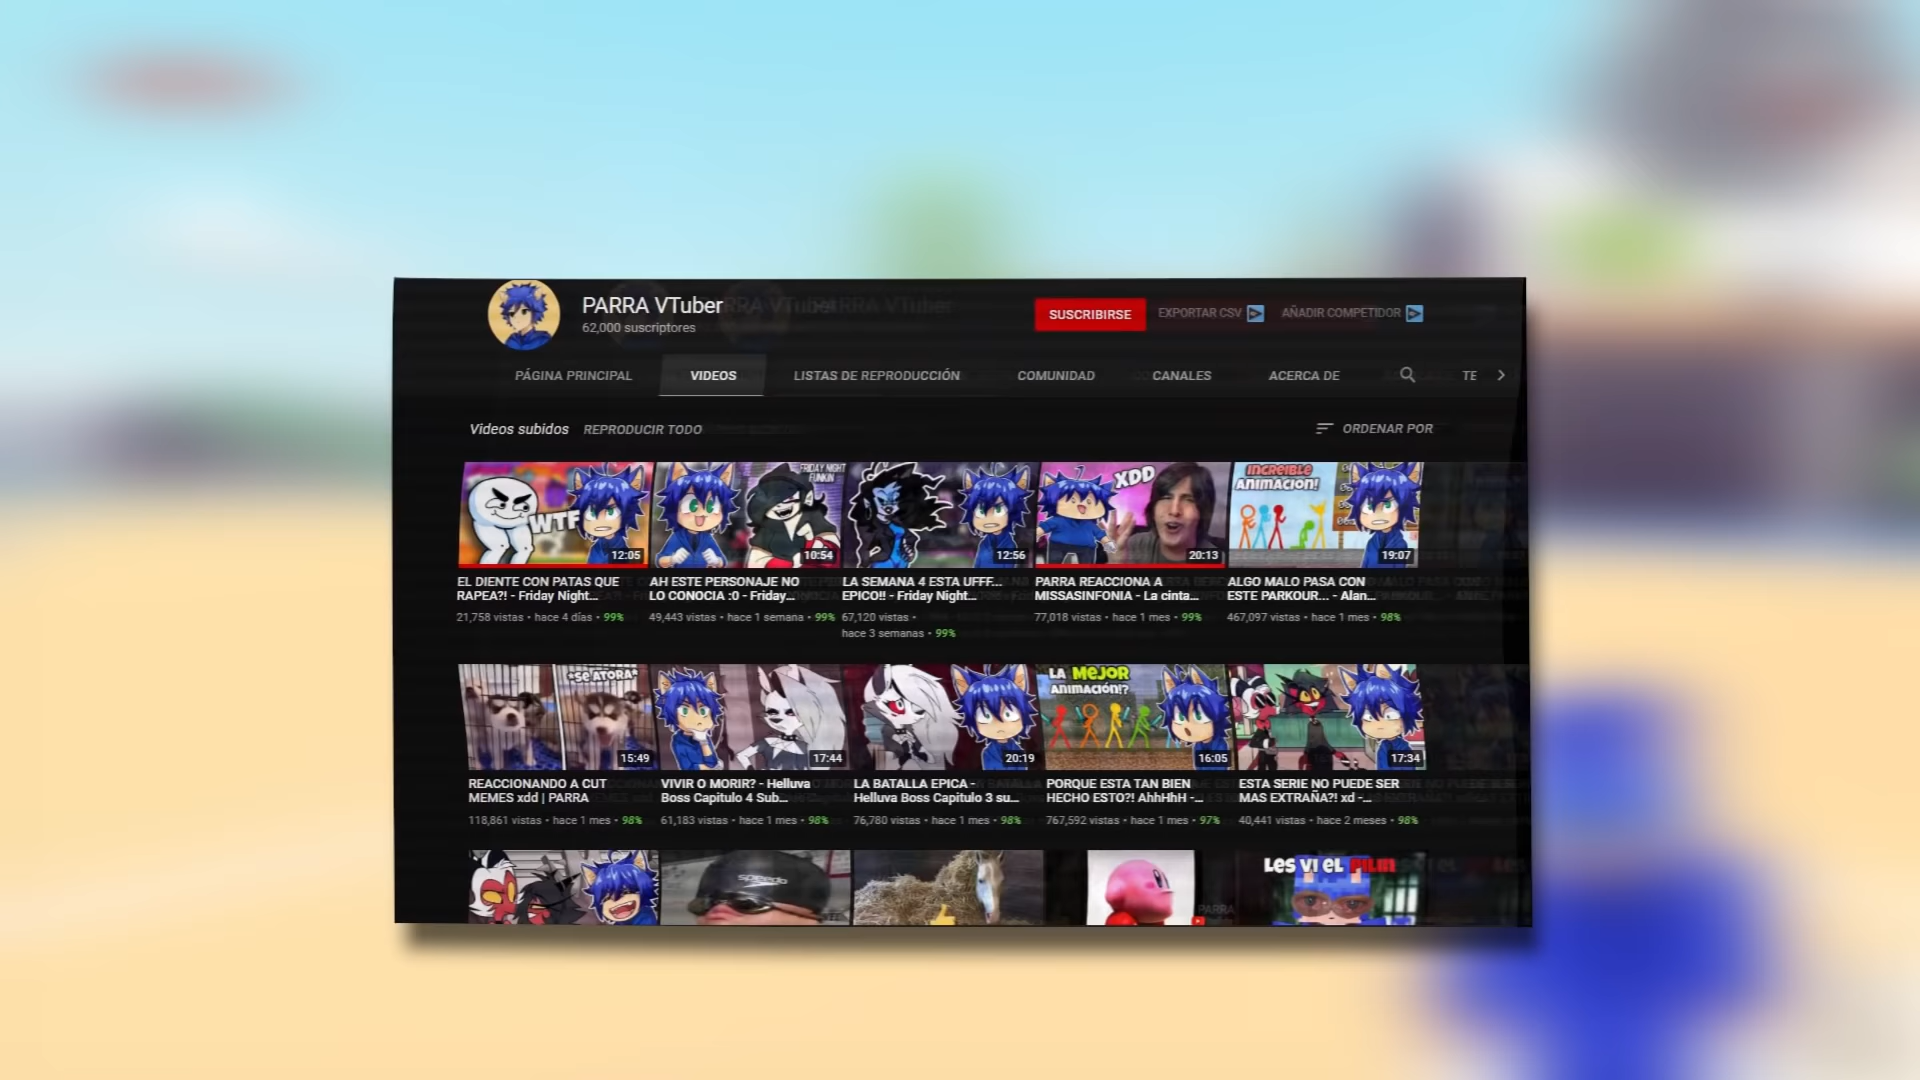 PARRA VTuber
62,000 suscriptores
SUSCRIBIRSE
EXPORTAR CSV
AÑADIR COMPETIDOR
PÁGINA PRINCIPAL
VIDEOS
LISTAS DE REPRODUCCIÓN
COMUNIDAD
CANALES
ACERCA DE
TE
Videos subidos
REPRODUCIR TODO
ORDENAR POR
WTF
12:05
FRIDAY NIGHT
FUNKIN
10:54
12:56
XDD
20:13
INCREIBLE
ANIMACION!
19:07
EL DIENTE CON PATAS QUE
RAPEA?! - Friday Night...
21,758 vistas • hace 4 días • 99%
AH ESTE PERSONAJE NO
LO CONOCIA :0 - Friday...
49,443 vistas • hace 1 semana • 99%
LA SEMANA 4 ESTA UFFF...
EPICO!! - Friday Night...
67,120 vistas •
hace 3 semanas • 99%
PARRA REACCIONA A
MISSASINFONIA - La cinta...
77,018 vistas • hace 1 mes • 99%
ALGO MALO PASA CON
ESTE PARKOUR... - Alan...
467,097 vistas • hace 1 mes • 98%
*SE ATORA*
15:49
17:44
20:19
LA MEJOR
ANIMACIÓN!?
16:05
17:34
REACCIONANDO A CUT
MEMES xdd | PARRA
118,861 vistas • hace 1 mes • 98%
VIVIR O MORIR? - Helluva
Boss Capitulo 4 Sub...
61,183 vistas • hace 1 mes • 98%
LA BATALLA EPICA -
Helluva Boss Capitulo 3 su...
76,780 vistas • hace 1 mes • 98%
PORQUE ESTA TAN BIEN
HECHO ESTO?! AhhHhH -...
767,592 vistas • hace 1 mes • 97%
ESTA SERIE NO PUEDE SER
MAS EXTRAÑA?! xd -...
40,441 vistas • hace 2 meses • 98%
speedo
PARRA
LES VI EL PILIN